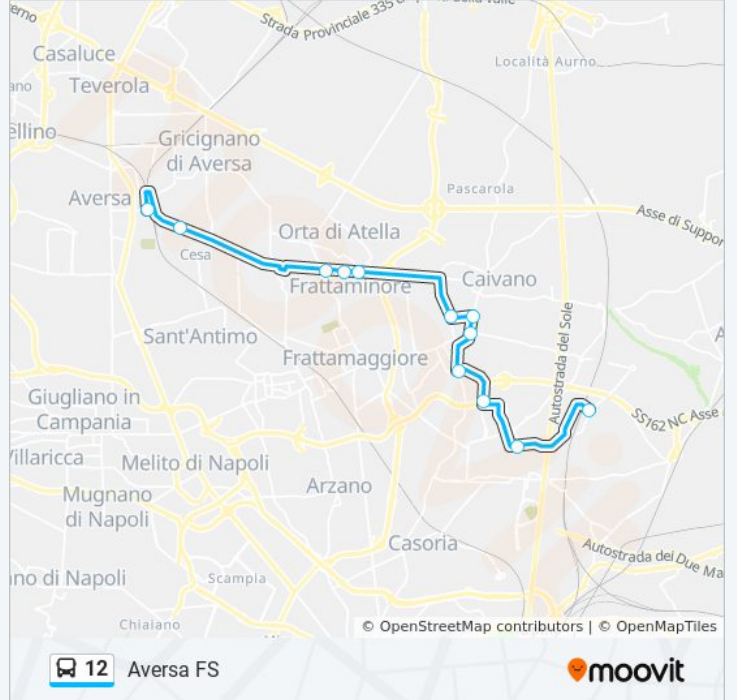 Strada Provinciale 335
Casaluce
Teverola
Località Aurno
Gricignano
di Aversa
Aversa
Pascarola
Orta di Atella
Asse di Suppor
Cesa
Frattaminore
Caivano
Sant'Antimo
Frattamaggiore
Autostrada del Sole
Giugliano in
Campania
SS162 NC Asse
Villaricca
Melito di Napoli
Mugnano
di Napoli
Arzano
Casoria
Autostrada dei Due Ma
no di Napoli
Scampia
Chiaiano
© OpenStreetMap contributors | © OpenMapTiles
12 Aversa FS
moovit